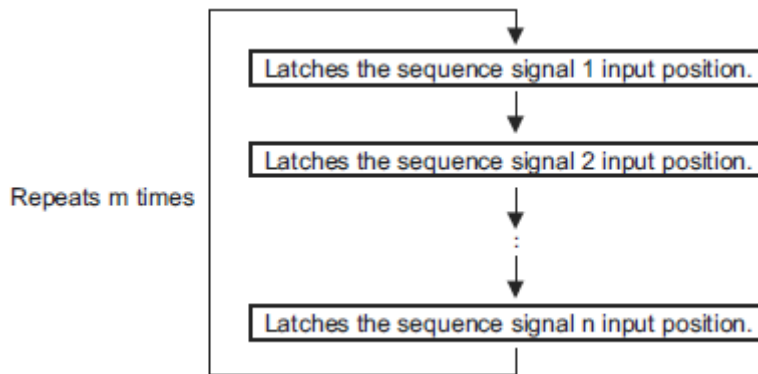 Latches the sequence signal 1 input position.
Latches the sequence signal 2 input position.
Repeats m times
:
Latches the sequence signal n input position.